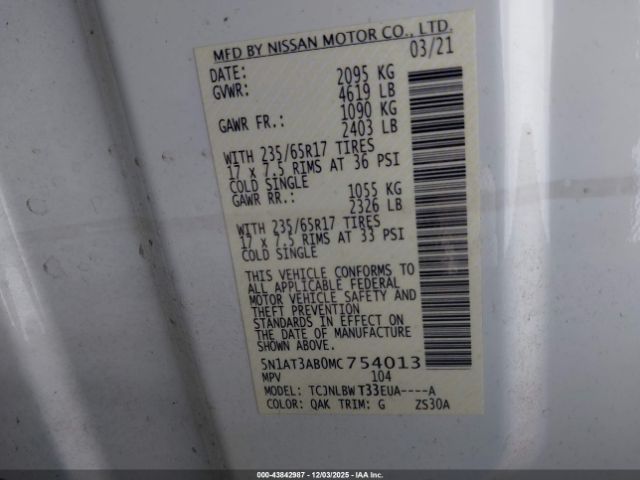 MFD BY NISSAN MOTOR CO., LTD.
DATE: 03/21
GVWR: 2095 KG
4619 LB
GAWR FR.: 1090 KG
2403 LB
WITH 235/65R17 TIRES
17 x 7.5 RIMS AT 36 PSI
COLD SINGLE
GAWR RR.: 1055 KG
2326 LB
WITH 235/65R17 TIRES
17 x 7.5 RIMS AT 33 PSI
COLD SINGLE
THIS VEHICLE CONFORMS TO
ALL APPLICABLE FEDERAL
MOTOR VEHICLE SAFETY AND
THEFT PREVENTION
STANDARDS IN EFFECT ON
THE DATE OF MANUFACTURE
SHOWN ABOVE.
5N1AT3AB0MC754013
MPV 104
MODEL: TCJNLBW T33EUA----A
COLOR: QAK TRIM: G ZS30A
000-43842987 - 12/03/2025 - IAAI.CA